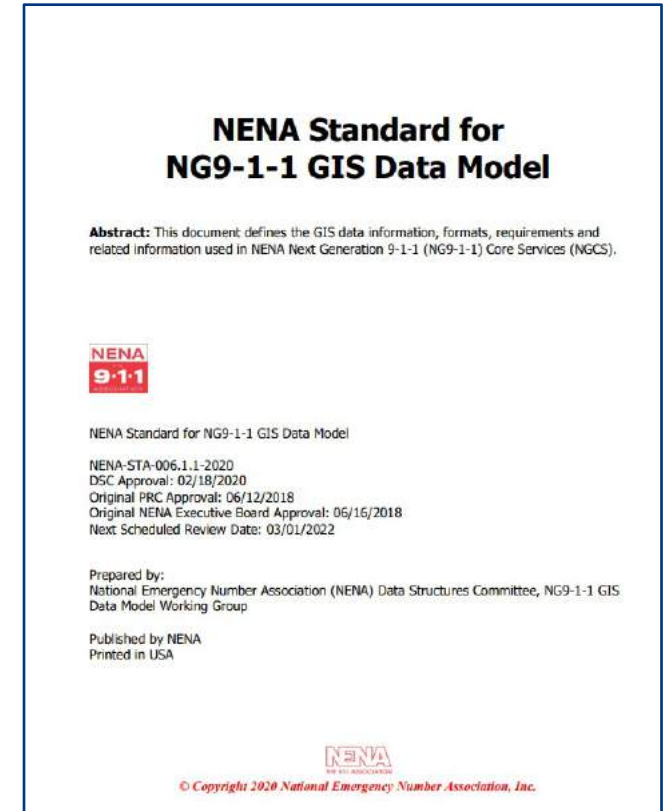 NENA Standard for
NG9-1-1 GIS Data Model
Abstract: This document defines the GIS data information, formats, requirements and
related information used in NENA Next Generation 9-1-1 (NG9-1-1) Core Services (NGCS).
NENA
9·1·1
NENA Standard for NG9-1-1 GIS Data Model
NENA-STA-006.1.1-2020
DSC Approval: 02/18/2020
Original PRC Approval: 06/12/2018
Original NENA Executive Board Approval: 06/16/2018
Next Scheduled Review Date: 03/01/2022
Prepared by:
National Emergency Number Association (NENA) Data Structures Committee, NG9-1-1 GIS
Data Model Working Group
Published by NENA
Printed in USA
NENA
THE 9-1-1 ASSOCIATION
© Copyright 2020 National Emergency Number Association, Inc.